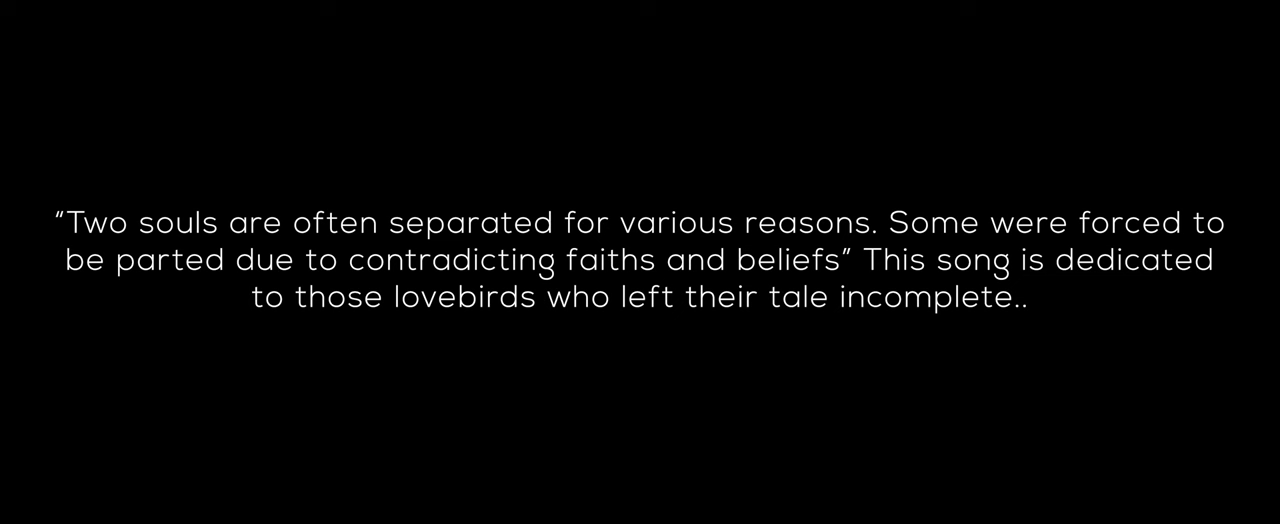 “Two souls are often separated for various reasons. Some were forced to
be parted due to contradicting faiths and beliefs” This song is dedicated
to those lovebirds who left their tale incomplete..